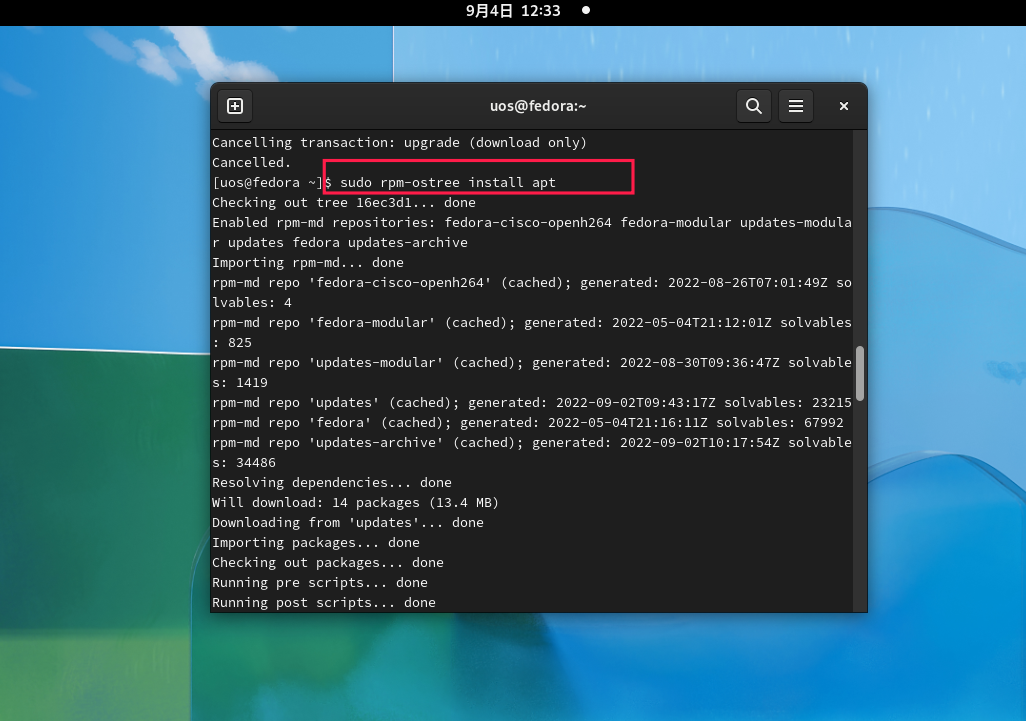 9月4日 12:33
uos@fedora:~
Cancelling transaction: upgrade (download only)
Cancelled.
[uos@fedora ~]$ sudo rpm-ostree install apt
Checking out tree 16ec3d1... done
Enabled rpm-md repositories: fedora-cisco-openh264 fedora-modular updates-modula
r updates fedora updates-archive
Importing rpm-md... done
rpm-md repo 'fedora-cisco-openh264' (cached); generated: 2022-08-26T07:01:49Z so
lvables: 4
rpm-md repo 'fedora-modular' (cached); generated: 2022-05-04T21:12:01Z solvables
: 825
rpm-md repo 'updates-modular' (cached); generated: 2022-08-30T09:36:47Z solvable
s: 1419
rpm-md repo 'updates' (cached); generated: 2022-09-02T09:43:17Z solvables: 23215
rpm-md repo 'fedora' (cached); generated: 2022-05-04T21:16:11Z solvables: 67992
rpm-md repo 'updates-archive' (cached); generated: 2022-09-02T10:17:54Z solvable
s: 34486
Resolving dependencies... done
Will download: 14 packages (13.4 MB)
Downloading from 'updates'... done
Importing packages... done
Checking out packages... done
Running pre scripts... done
Running post scripts... done